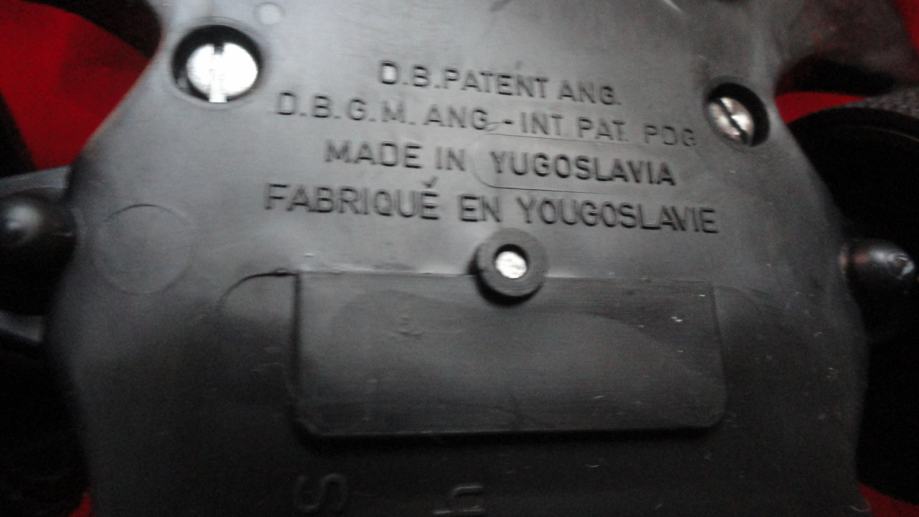 D.B.PATENT ANG.
D.B.G.M. ANG.-INT. PAT. PDG
MADE IN YUGOSLAVIA
FABRIQUÉ EN YOUGOSLAVIE
S h